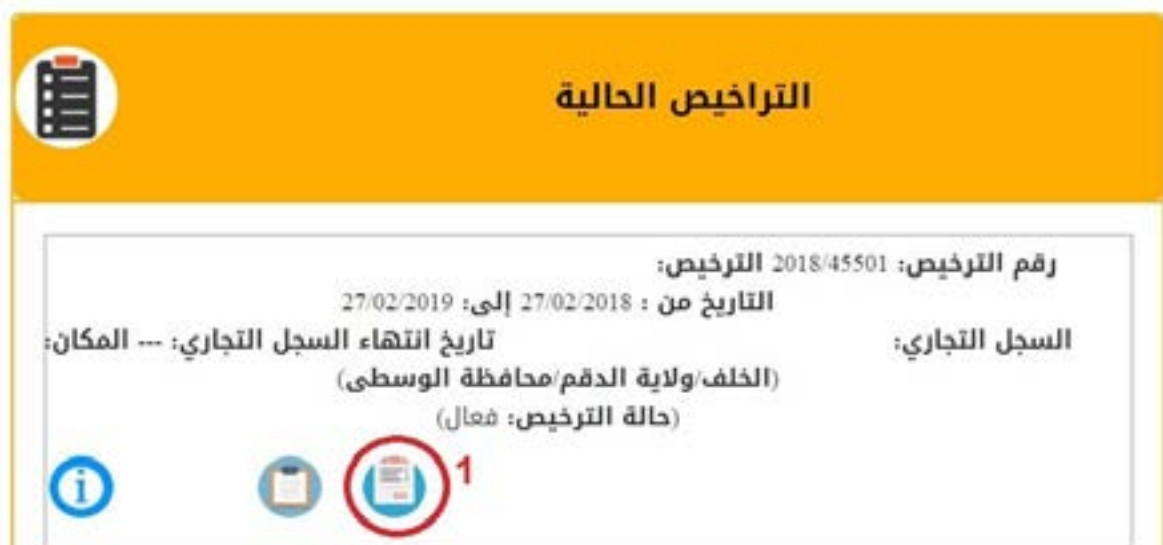 التراخيص الحالية
رقم الترخيص: 2018/45501 الترخيص:
التاريخ من : 27/02/2018 إلى: 27/02/2019
السجل التجاري: تاريخ انتهاء السجل التجاري: --- المكان:
(الخلف/ولاية الدقم/محافظة الوسطى)
(حالة الترخيص: فعال)
1